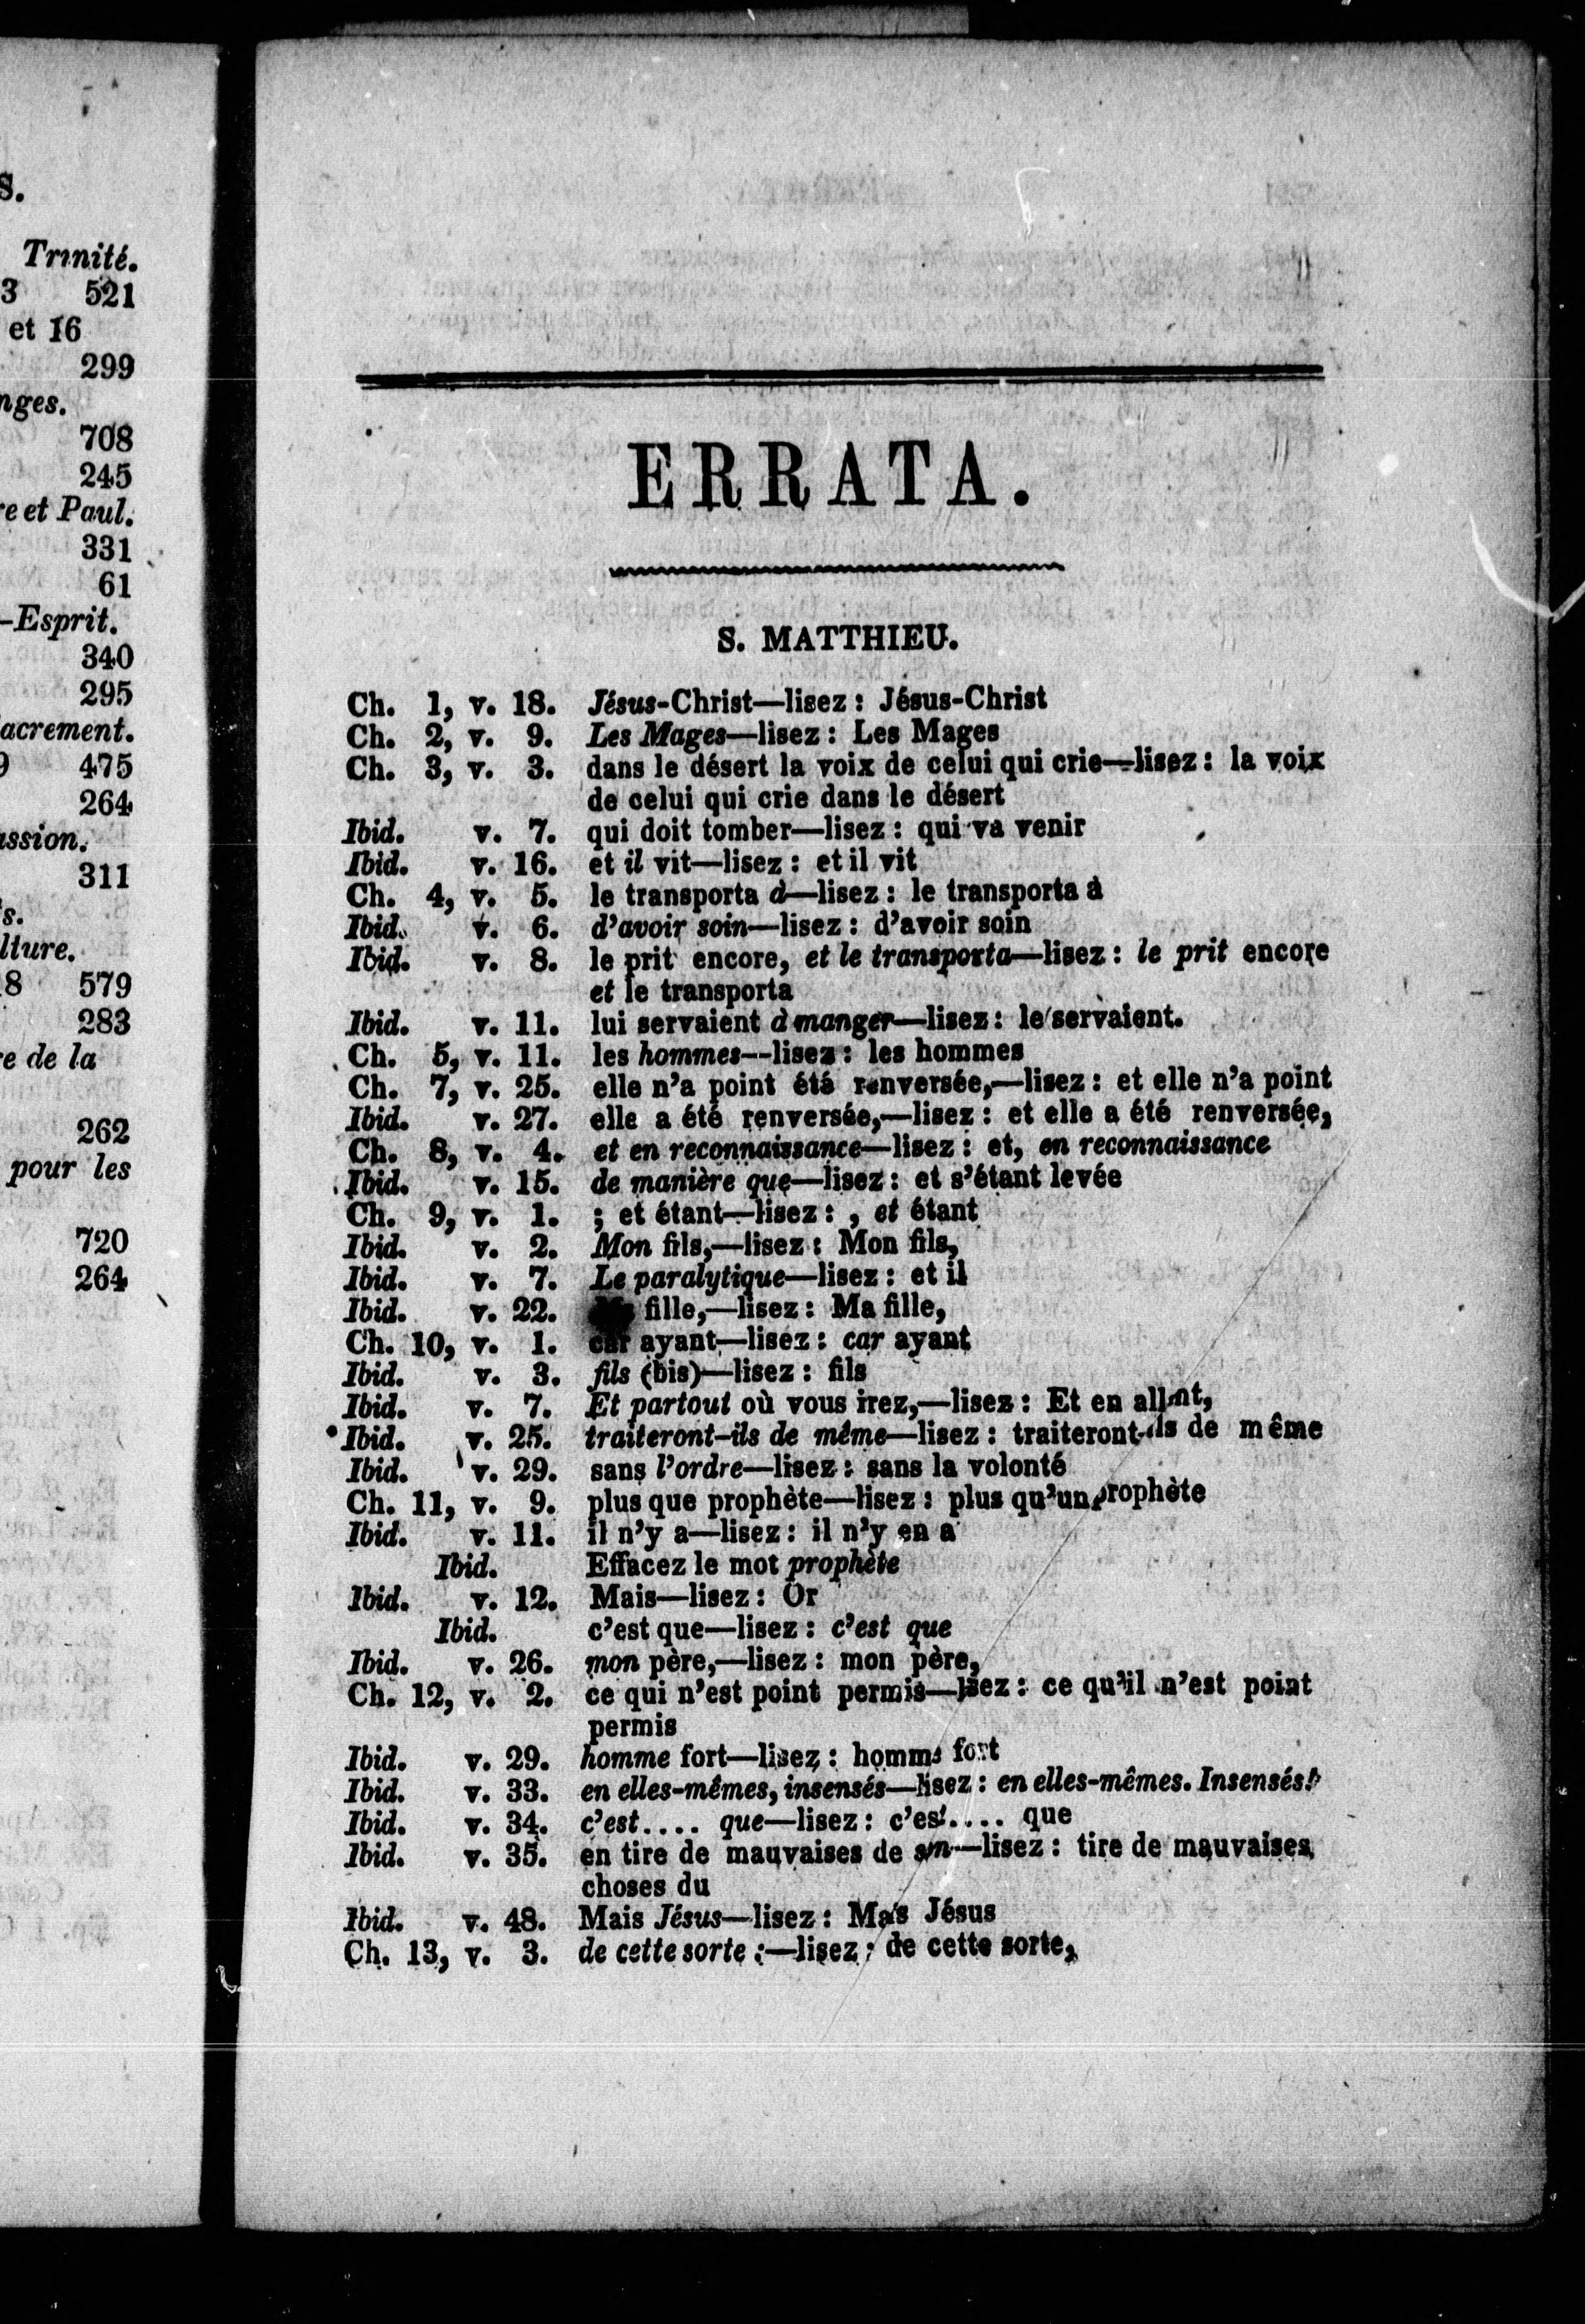 S.
Trinité.
3 521
et 16
299
nges.
708
245
re et Paul.
331
61
-Esprit.
340
295
acrement.
9 475
264
assion.
311
's.
lture.
18 579
283
re de la
262
pour les
720
264
ERRATA.
S. MATTHIEU.
Ch. 1, v. 18. Jésus-Christ—lisez : Jésus-Christ
Ch. 2, v. 9. Les Mages—lisez : Les Mages
Ch. 3, v. 3. dans le désert la voix de celui qui crie—lisez : la voix
de celui qui crie dans le désert
Ibid. v. 7. qui doit tomber—lisez : qui va venir
Ibid. v. 16. et il vit—lisez : et il vit
Ch. 4, v. 5. le transporta à—lisez : le transporta à
Ibid. v. 6. d'avoir soin—lisez : d'avoir soin
Ibid. v. 8. le prit encore, et le transporta—lisez : le prit encore
et le transporta
Ibid. v. 11. lui servaient à manger—lisez : le servaient.
Ch. 5, v. 11. les hommes—lisez : les hommes
Ch. 7, v. 25. elle n'a point été renversée,—lisez : et elle n'a point
Ibid. v. 27. elle a été renversée,—lisez : et elle a été renversée,
Ch. 8, v. 4. et en reconnaissance—lisez : et, en reconnaissance
Ibid. v. 15. de manière que—lisez : et s'étant levée
Ch. 9, v. 1. ; et étant—lisez : , et étant
Ibid. v. 2. Mon fils,—lisez : Mon fils,
Ibid. v. 7. Le paralytique—lisez : et il
Ibid. v. 22. fille,—lisez : Ma fille,
Ch. 10, v. 1. car ayant—lisez : car ayant
Ibid. v. 3. fils (bis)—lisez : fils
Ibid. v. 7. Et partout où vous irez,—lisez : Et en allant,
Ibid. v. 25. traiteront-ils de même—lisez : traiteront-ils de même
Ibid. v. 29. sans l'ordre—lisez : sans la volonté
Ch. 11, v. 9. plus que prophète—lisez : plus qu'un prophète
Ibid. v. 11. il n'y a—lisez : il n'y en a
Ibid. Effacez le mot prophète
Ibid. v. 12. Mais—lisez : Or
Ibid. c'est que—lisez : c'est que
Ibid. v. 26. mon père,—lisez : mon père,
Ch. 12, v. 2. ce qui n'est point permis—lisez : ce qu'il n'est point
permis
Ibid. v. 29. homme fort—lisez : homme fort
Ibid. v. 33. en elles-mêmes, insensés—lisez : en elles-mêmes. Insensés!
Ibid. v. 34. c'est.... que—lisez : c'est.... que
Ibid. v. 35. en tire de mauvaises de son—lisez : tire de mauvaises
choses du
Ibid. v. 48. Mais Jésus—lisez : Mais Jésus
Ch. 13, v. 3. de cette sorte :—lisez : de cette sorte,